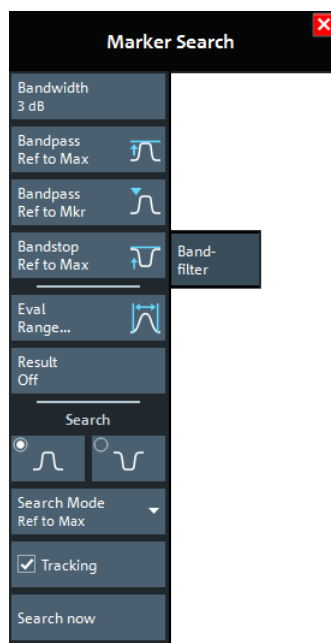 Marker Search
Bandwidth
3 dB
Bandpass
Ref to Max
Bandpass
Ref to Mkr
Bandstop
Ref to Max
Band-
filter
Eval
Range...
Result
Off
Search
Search Mode
Ref to Max
Tracking
Search now